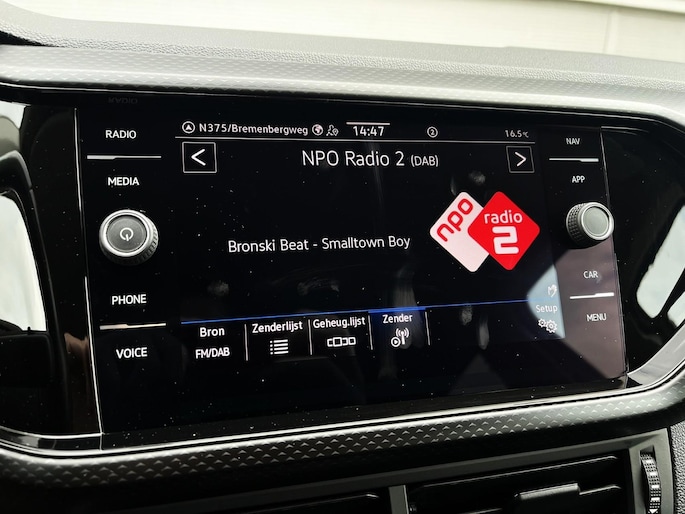 RADIO
MEDIA
PHONE
VOICE
N375/Bremenbergweg 14:47 2 16.5°C
< NPO Radio 2 (DAB) >
Bronski Beat - Smalltown Boy
npo radio 2
Bron
FM/DAB
Zenderlijst
Geheug.lijst
Zender
Setup
NAV
APP
CAR
MENU